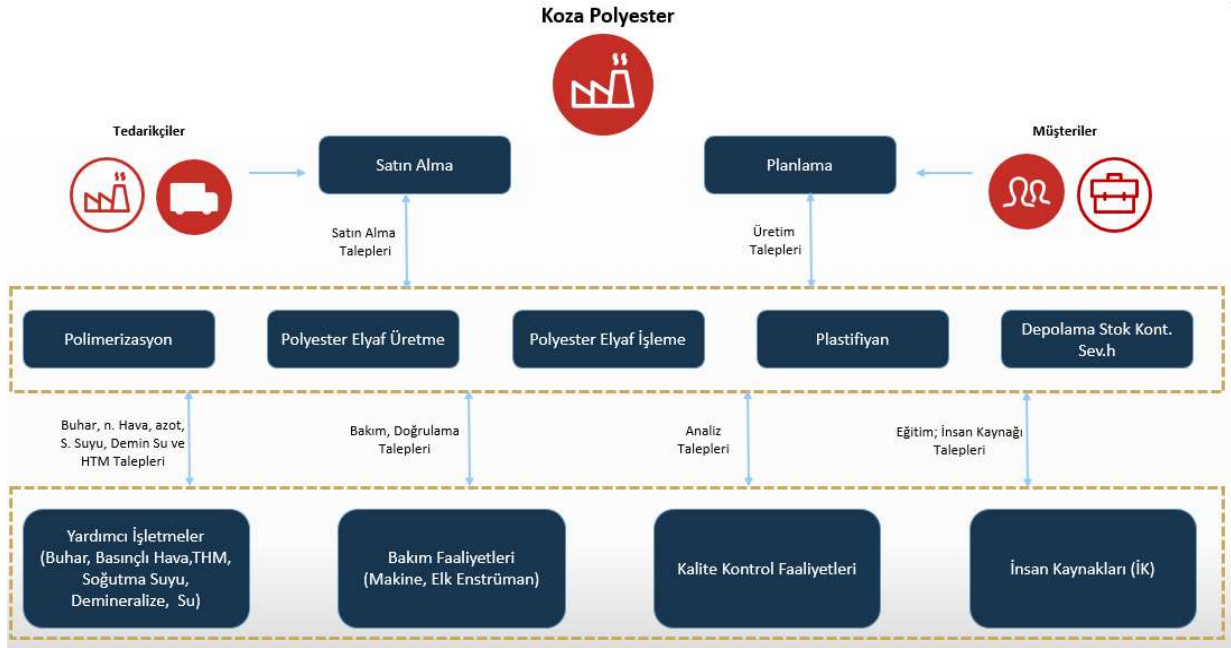 Koza Polyester
Tedarikçiler
Satın Alma
Planlama
Müşteriler
Satın Alma
Talepleri
Üretim
Talepleri
Polimerizasyon
Polyester Elyaf Üretme
Polyester Elyaf İşleme
Plastifiyan
Depolama Stok Kont.
Sev.h
Buhar, n. Hava, azot,
S. Suyu, Demin Su ve
HTM Talepleri
Bakım, Doğrulama
Talepleri
Analiz
Talepleri
Eğitim; İnsan Kaynağı
Talepleri
Yardımcı İşletmeler
(Buhar, Basınçlı Hava,THM,
Soğutma Suyu,
Demineralize, Su)
Bakım Faaliyetleri
(Makine, Elk Enstrüman)
Kalite Kontrol Faaliyetleri
İnsan Kaynakları (İK)